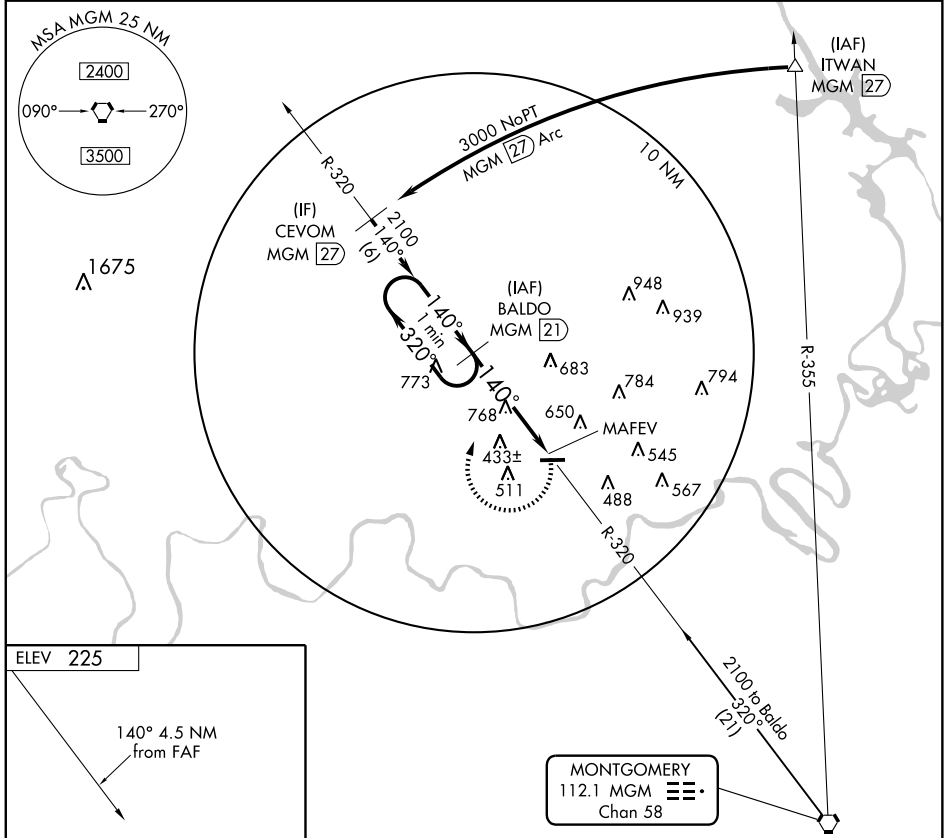 MSA MGM 25 NM
2400
090°
270°
3500
(IAF)
ITWAN
MGM 27
3000 NoPT
MGM 27 Arc
10 NM
R-320
(IF)
CEVOM
MGM 27
2100
140°
(6)
1675
(IAF)
BALDO
MGM 21
140°
1 min
320°
773
948
939
683
140°
784
794
R-355
768
650
MAFEV
433±
545
511
488
567
R-320
ELEV 225
140° 4.5 NM
from FAF
2100 to Baldo
320°
(21)
MONTGOMERY
112.1 MGM
Chan 58